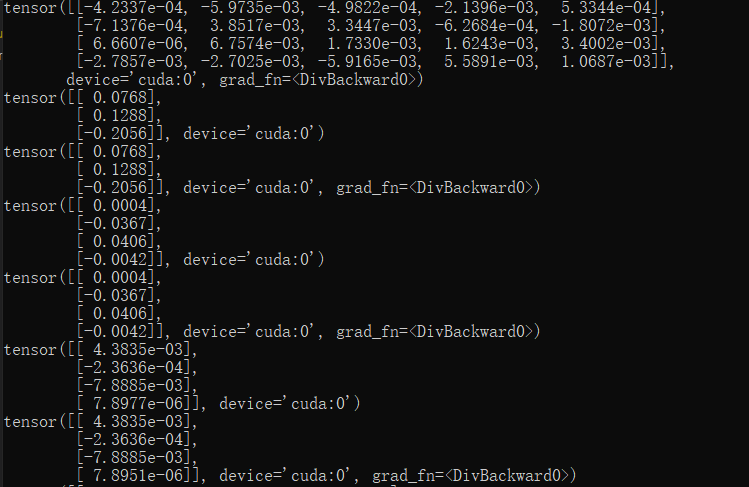 tensor([[-4.2337e-04, -5.9735e-03, -4.9822e-04, -2.1396e-03,  5.3344e-04],
        [-7.1376e-04,  3.8517e-03,  3.3447e-03, -6.2684e-04, -1.8072e-03],
        [ 6.6607e-06,  6.7574e-03,  1.7330e-03,  1.6243e-03,  3.4002e-03],
        [-2.7857e-03, -2.7025e-03, -5.9165e-03,  5.5891e-03,  1.0687e-03]],
       device='cuda:0', grad_fn=<DivBackward0>)
tensor([[ 0.0768],
        [ 0.1288],
        [-0.2056]], device='cuda:0')
tensor([[ 0.0768],
        [ 0.1288],
        [-0.2056]], device='cuda:0', grad_fn=<DivBackward0>)
tensor([[ 0.0004],
        [-0.0367],
        [ 0.0406],
        [-0.0042]], device='cuda:0')
tensor([[ 0.0004],
        [-0.0367],
        [ 0.0406],
        [-0.0042]], device='cuda:0', grad_fn=<DivBackward0>)
tensor([[ 4.3835e-03],
        [-2.3636e-04],
        [-7.8885e-03],
        [ 7.8977e-06]], device='cuda:0')
tensor([[ 4.3835e-03],
        [-2.3636e-04],
        [-7.8885e-03],
        [ 7.8951e-06]], device='cuda:0', grad_fn=<DivBackward0>)